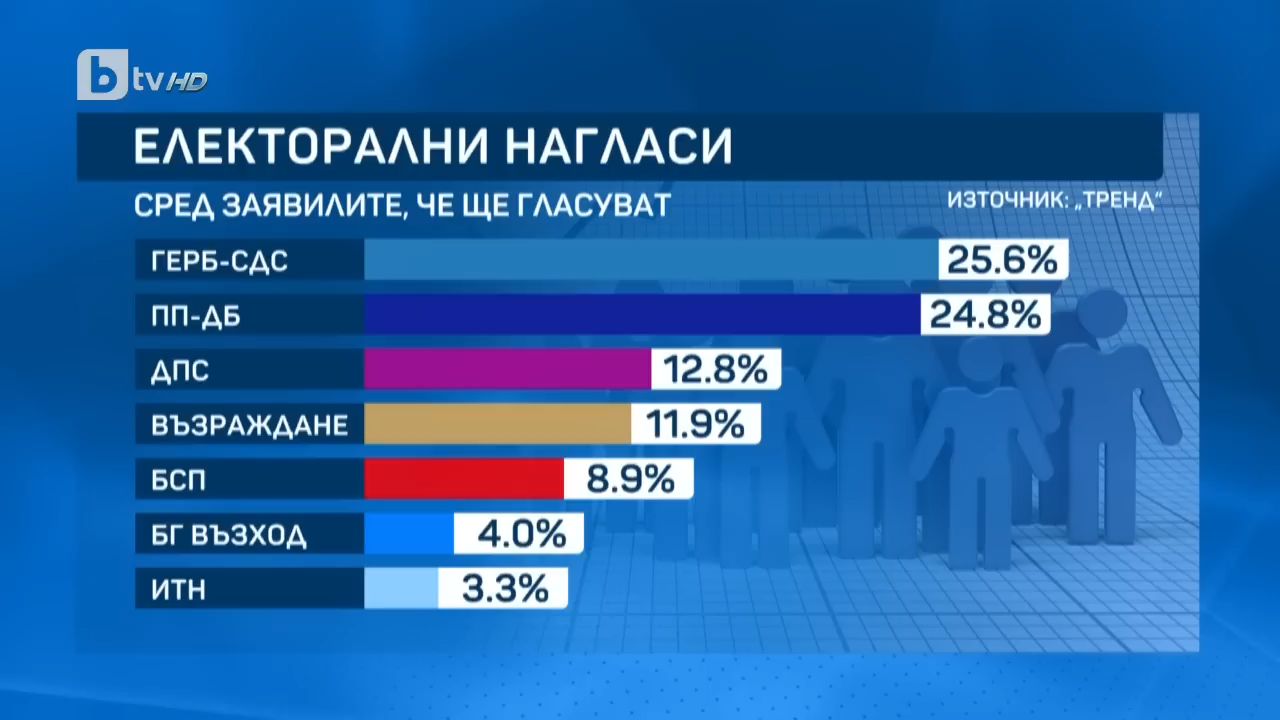 btv HD
ЕЛЕКТОРАЛНИ НАГЛАСИ
СРЕД ЗАЯВИЛИТЕ, ЧЕ ЩЕ ГЛАСУВАТ
ИЗТОЧНИК: „ТРЕНД“
ГЕРБ-СДС 25.6%
ПП-ДБ 24.8%
ДПС 12.8%
ВЪЗРАЖДАНЕ 11.9%
БСП 8.9%
БГ ВЪЗХОД 4.0%
ИТН 3.3%